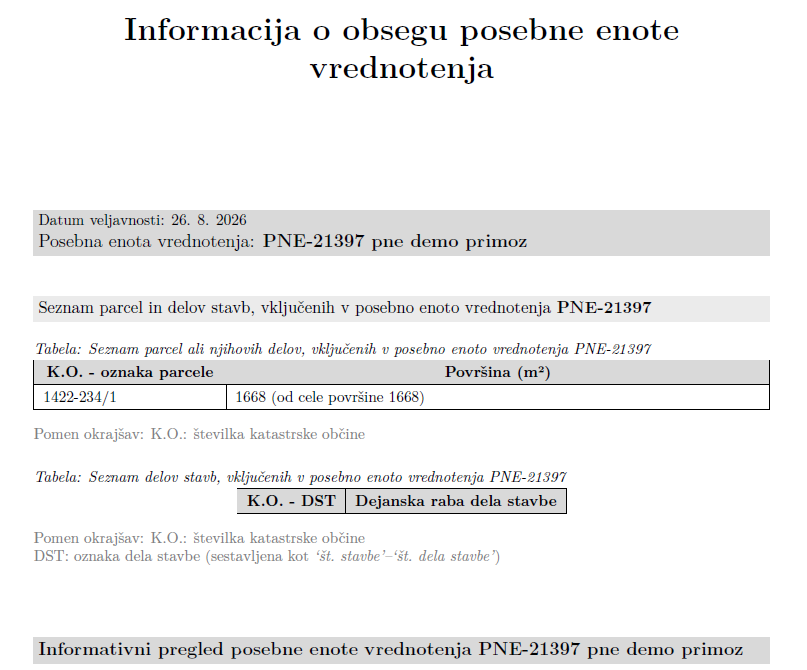 Informacija o obsegu posebne enote
vrednotenja
Datum veljavnosti: 26. 8. 2026
Posebna enota vrednotenja: PNE-21397 pne demo primoz
Seznam parcel in delov stavb, vključenih v posebno enoto vrednotenja PNE-21397
Tabela: Seznam parcel ali njihovih delov, vključenih v posebno enoto vrednotenja PNE-21397
K.O. - oznaka parcele Površina (m²)
1422-234/1 1668 (od cele površine 1668)
Pomen okrajšav: K.O.: številka katastrske občine
Tabela: Seznam delov stavb, vključenih v posebno enoto vrednotenja PNE-21397
K.O. - DST Dejanska raba dela stavbe
Pomen okrajšav: K.O.: številka katastrske občine
DST: oznaka dela stavbe (sestavljena kot ‘št. stavbe’–‘št. dela stavbe’)
Informativni pregled posebne enote vrednotenja PNE-21397 pne demo primoz